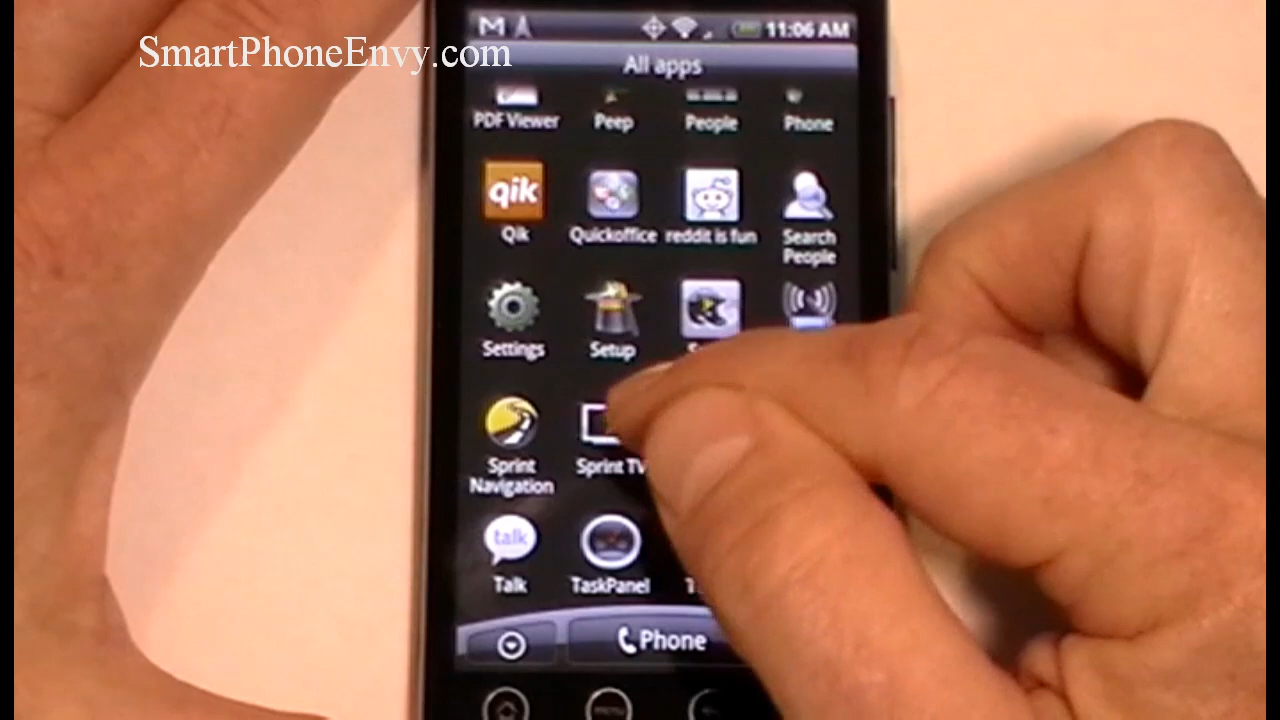 SmartPhoneEnvy.com
11:06 AM
All apps
PDF Viewer Peep People Phone
qik
Qik Quickoffice reddit is fun Search People
Settings Setup
Sprint Navigation Sprint TV
talk
Talk TaskPanel
Phone
menu